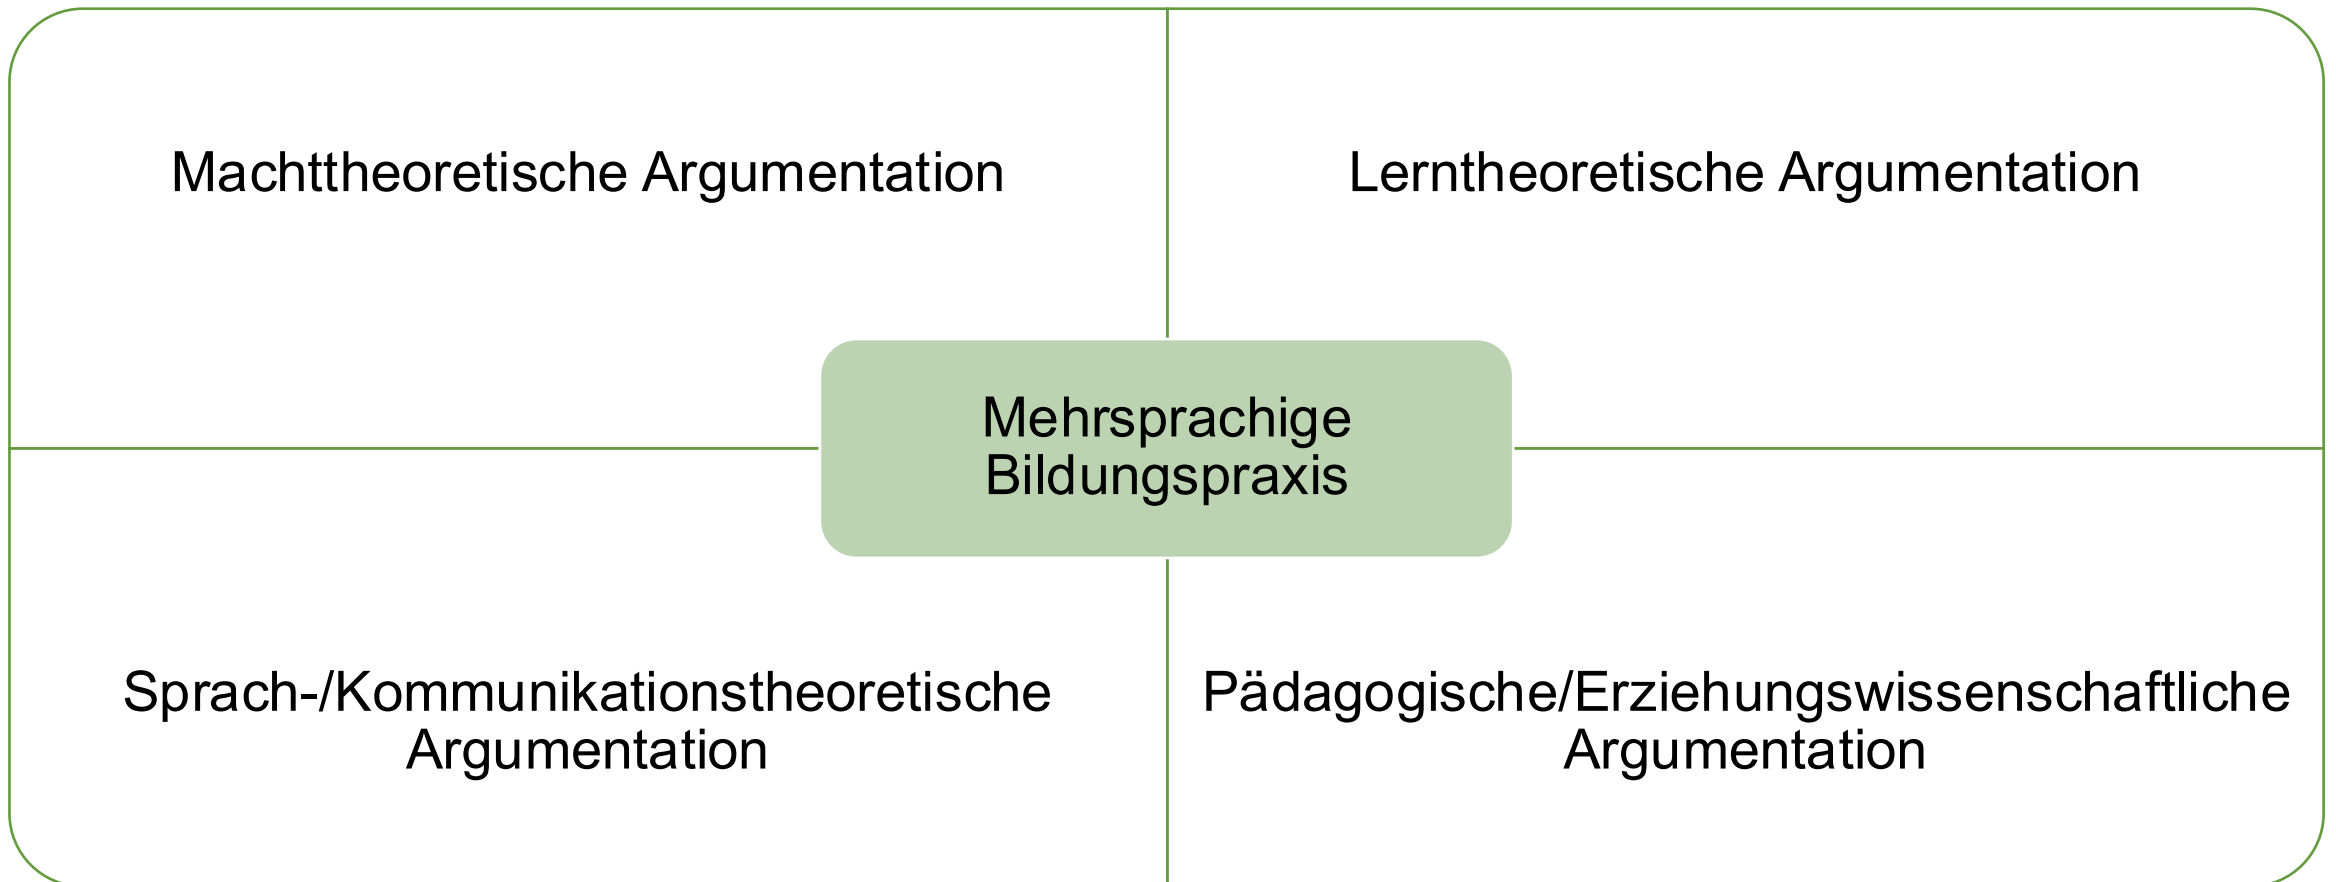 Machttheoretische Argumentation
Lerntheoretische Argumentation
Mehrsprachige
Bildungspraxis
Sprach-/Kommunikationstheoretische
Argumentation
Pädagogische/Erziehungswissenschaftliche
Argumentation